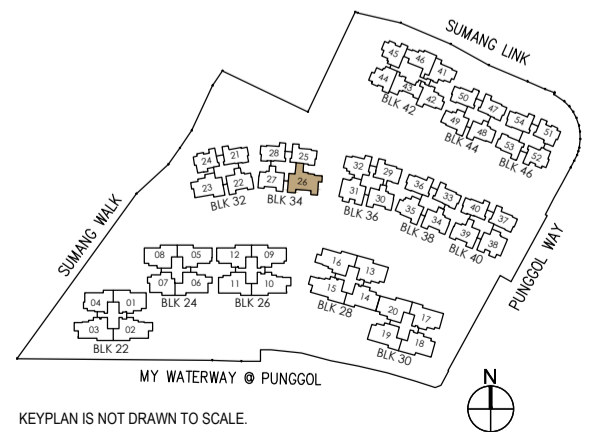 SUMANG LINK
45 46 41
44 43 42
BLK 42
50 47
49 48
BLK 44
54 51
53 52
BLK 46
24 21
23 22
BLK 32
28 25
27 26
BLK 34
32 29
31 30
BLK 36
36 33
35 34
BLK 38
40 37
39 38
BLK 40
SUMANG WALK
PUNGGOL WAY
08 05
07 06
BLK 24
12 09
11 10
BLK 26
16 13
15 14
BLK 28
20 17
19 18
BLK 30
04 01
03 02
BLK 22
MY WATERWAY @ PUNGGOL
N
KEYPLAN IS NOT DRAWN TO SCALE.